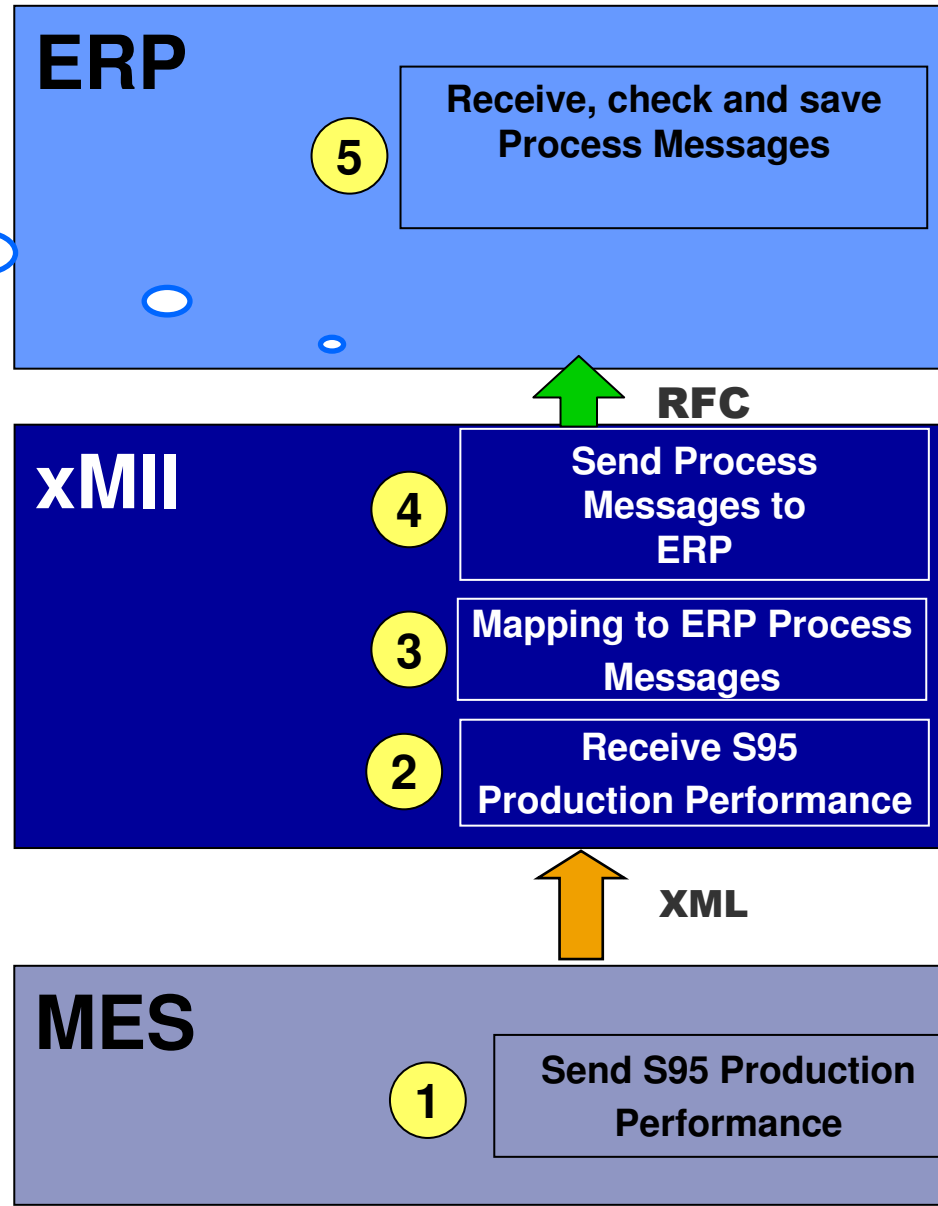 ERP
5
Receive, check and save
Process Messages
RFC
xMII
4
Send Process
Messages to
ERP
3
Mapping to ERP Process
Messages
2
Receive S95
Production Performance
XML
MES
1
Send S95 Production
Performance